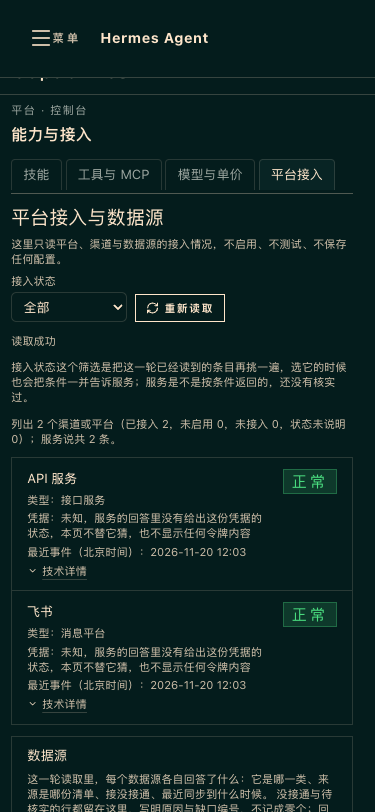 菜单
Hermes Agent
平台 · 控制台
能力与接入
技能
工具与 MCP
模型与单价
平台接入
平台接入与数据源
这里只读平台、渠道与数据源的接入情况，不启用、不测试、不保存
任何配置。
接入状态
全部
重新读取
读取成功
接入状态这个筛选是把这一轮已经读到的条目再挑一遍，选它的时候
也会把条件一并告诉服务；服务是不是按条件返回的，还没有核实
过。
列出 2 个渠道或平台（已接入 2，未启用 0，未接入 0，状态未说明
0）；服务说共 2 条。
API 服务
正常
类型：接口服务
凭据：未知，服务的回答里没有给出这份凭据的
状态，本页不替它猜，也不显示任何令牌内容
最近事件（北京时间）：2026-11-20 12:03
技术详情
飞书
正常
类型：消息平台
凭据：未知，服务的回答里没有给出这份凭据的
状态，本页不替它猜，也不显示任何令牌内容
最近事件（北京时间）：2026-11-20 12:03
技术详情
数据源
这一轮读取里，每个数据源各自回答了什么：它是哪一类、来
源是哪份清单、接没接通、最近同步到什么时候。没接通与待
核实的行都留在这里，写明原因与缺口编号，不记成零个；回